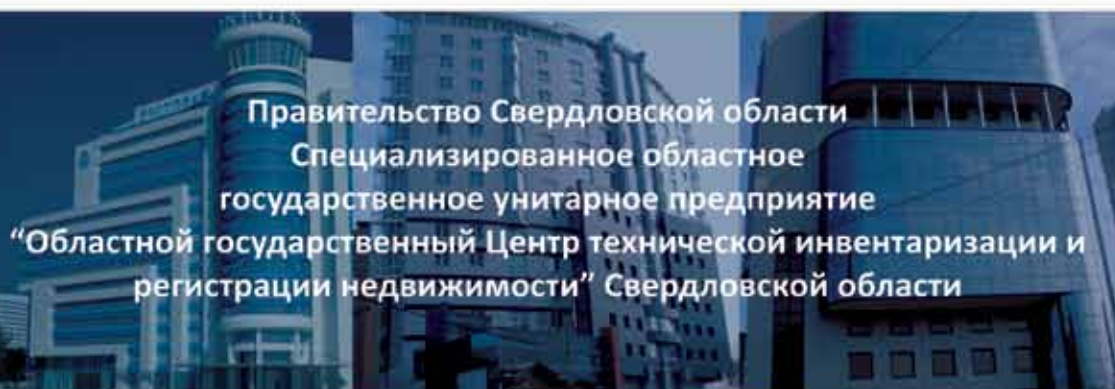 Правительство Свердловской области
Специализированное областное
государственное унитарное предприятие
“Областной государственный Центр технической инвентаризации и
регистрации недвижимости” Свердловской области